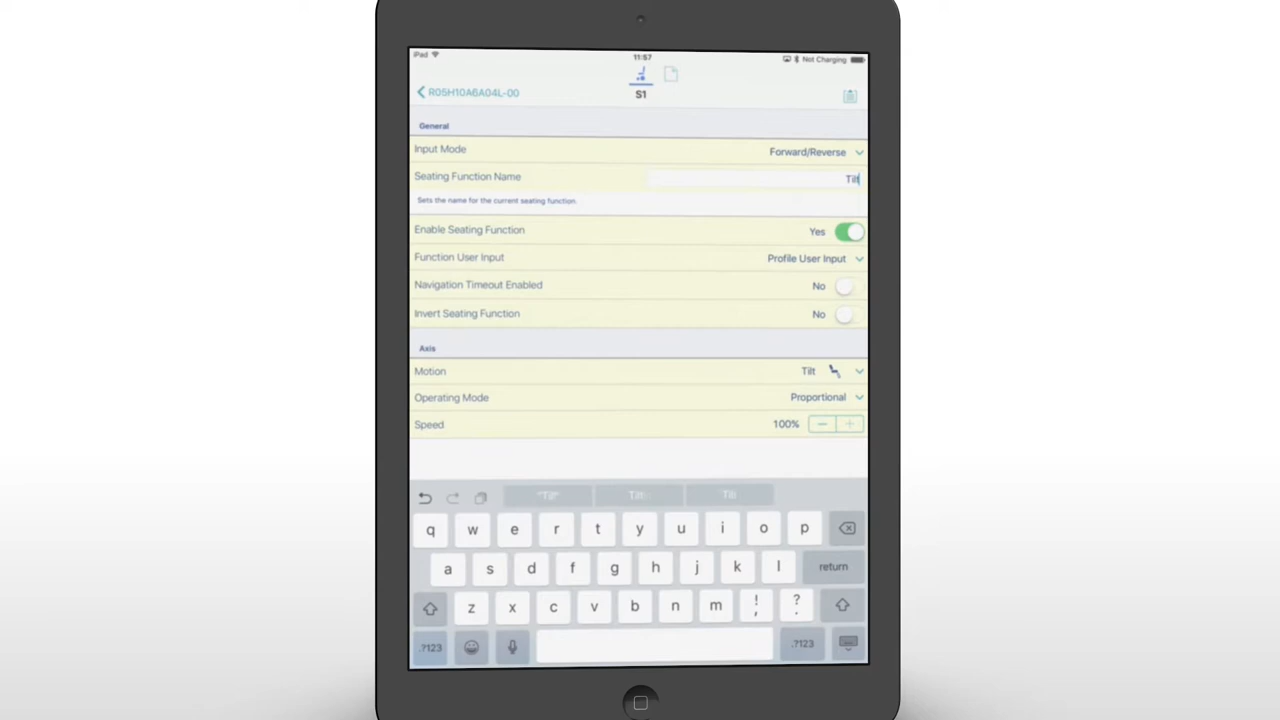 iPad 11:57 Not Charging
R05H10A6A04L-00
S1
General
Input Mode Forward/Reverse
Seating Function Name Tilt
Sets the name for the current seating function.
Enable Seating Function Yes
Function User Input Profile User Input
Navigation Timeout Enabled No
Invert Seating Function No
Axis
Motion Tilt
Operating Mode Proportional
Speed 100% − +
q w e r t y u i o p
a s d f g h j k l return
z x c v b n m ! , ? .
.?123 .?123